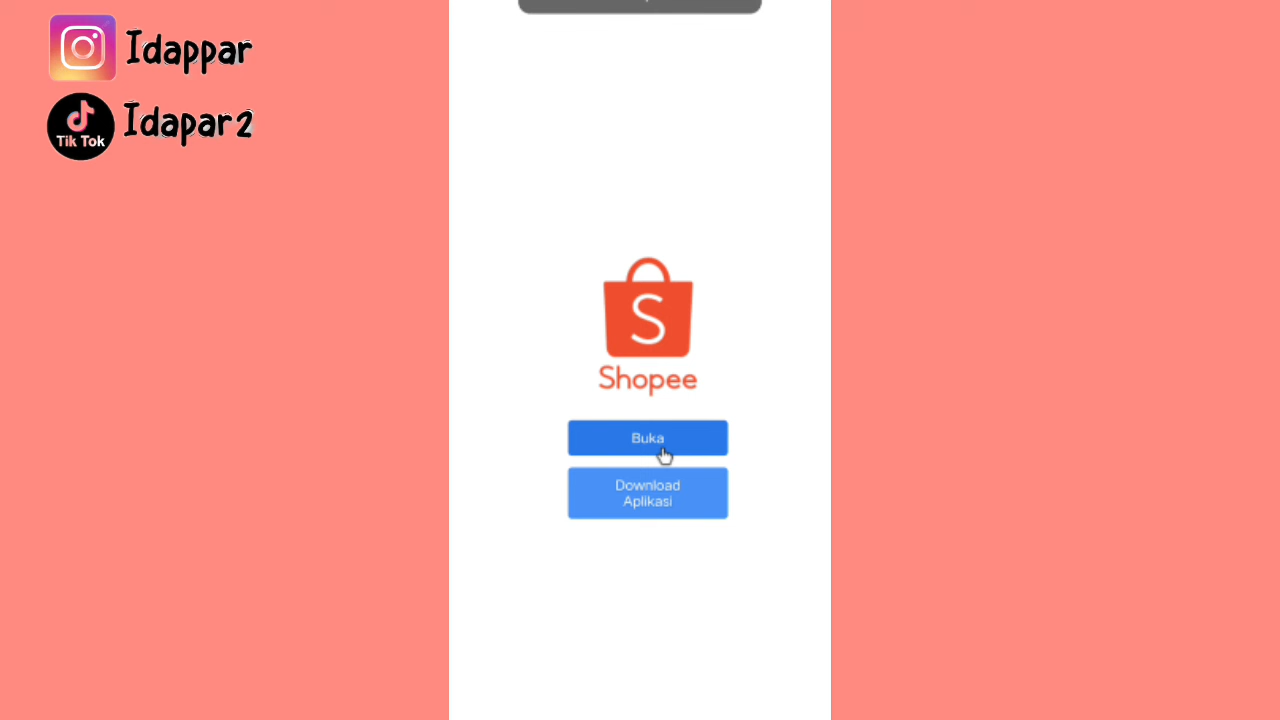 Idappar
Tik Tok
Idapar2
S
Shopee
Buka
Download
Aplikasi